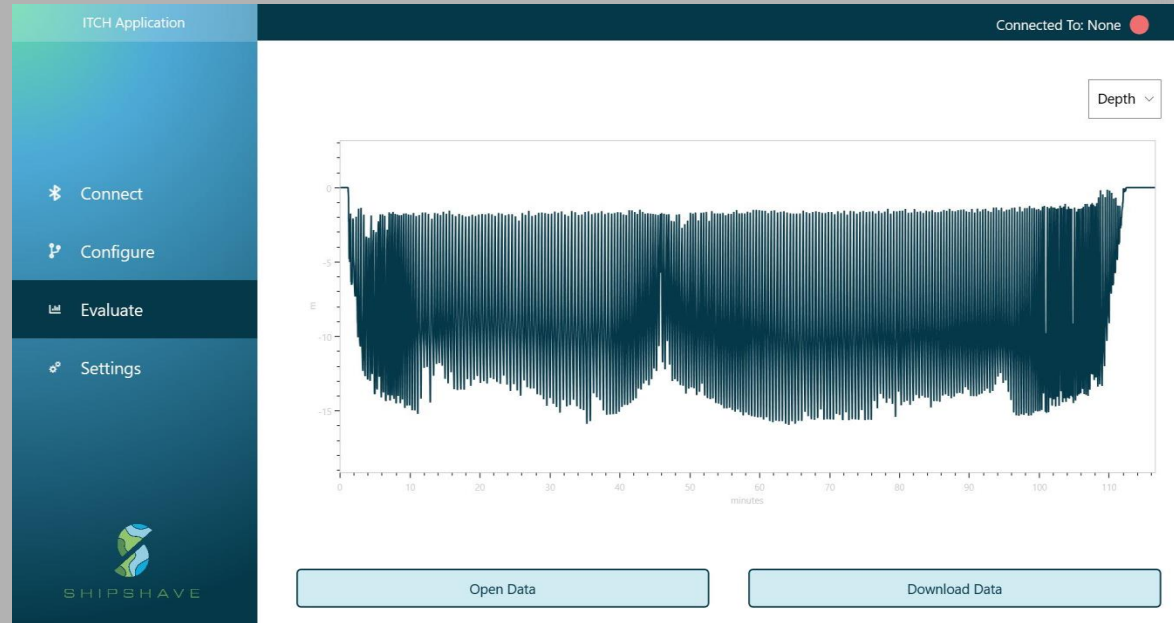 ITCH Application
Connected To: None
Depth
Connect
Configure
Evaluate
Settings
0
-5
m
-10
-15
0 10 20 30 40 50 60 70 80 90 100 110
minutes
Open Data
Download Data
SHIPSHAVE